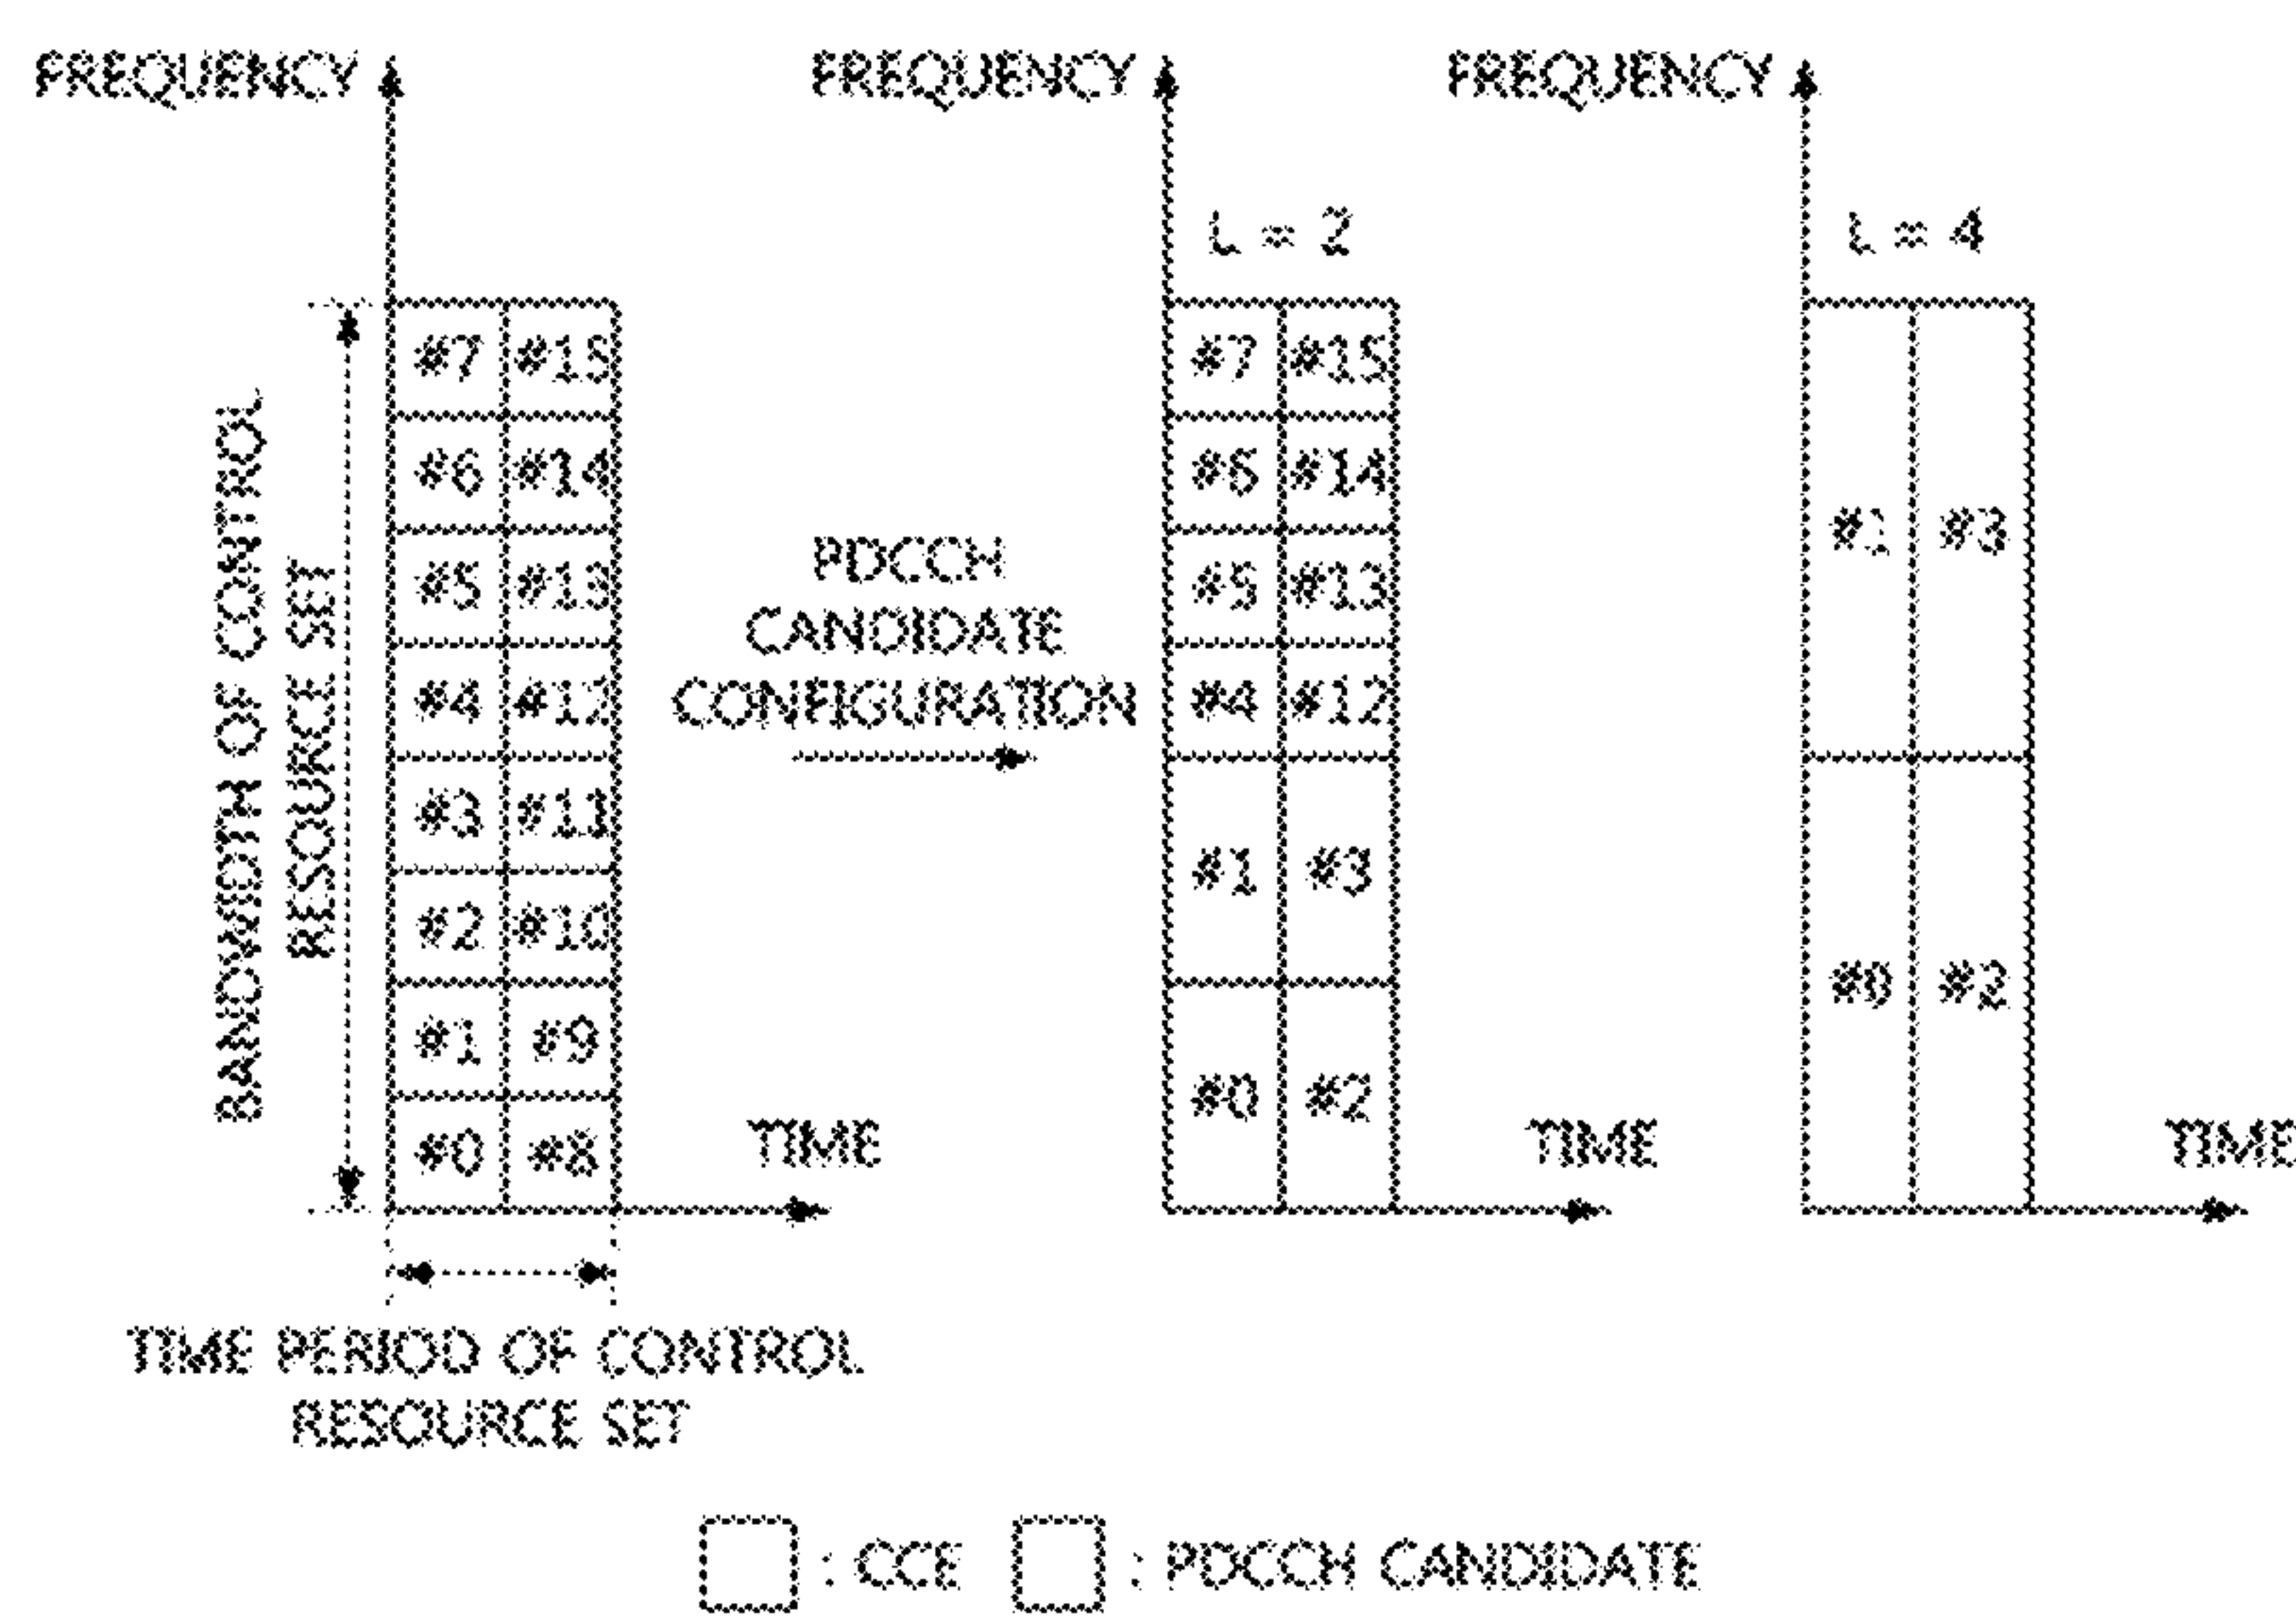 FREQUENCY
FREQUENCY
FREQUENCY
L = 2
L = 4
BANDWIDTH OF CONTROL
RESOURCE SET
#7 #15
#6 #14
#5 #13
#4 #12
#3 #11
#2 #10
#1 #9
#0 #8
TIME
TIME PERIOD OF CONTROL
RESOURCE SET
PDCCH
CANDIDATE
CONFIGURATION
#7 #15
#6 #14
#5 #13
#4 #12
#1 #3
#0 #2
TIME
#1 #3
#0 #2
TIME
: CCE
: PDCCH CANDIDATE